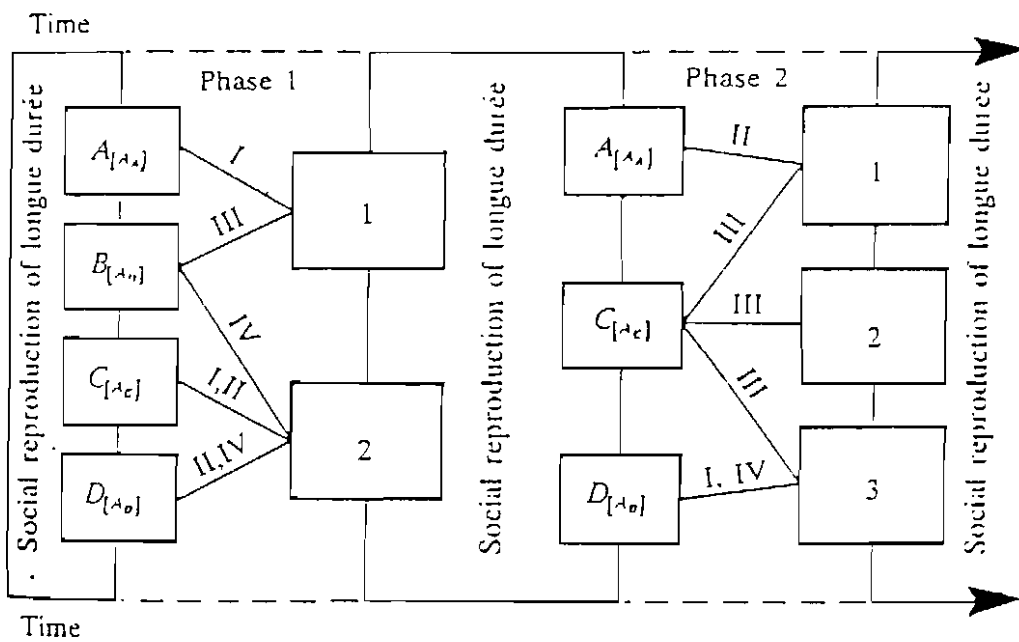 Time
Phase 1
Phase 2
Social reproduction of longue durée
A[AA]
I
1
III
B[AB]
IV
C[AC]
I,II
2
II,IV
D[AD]
Social reproduction of longue durée
A[AA]
II
1
III
C[AC]
III
2
III
D[AD]
I, IV
3
Social reproduction of longue durée
Time